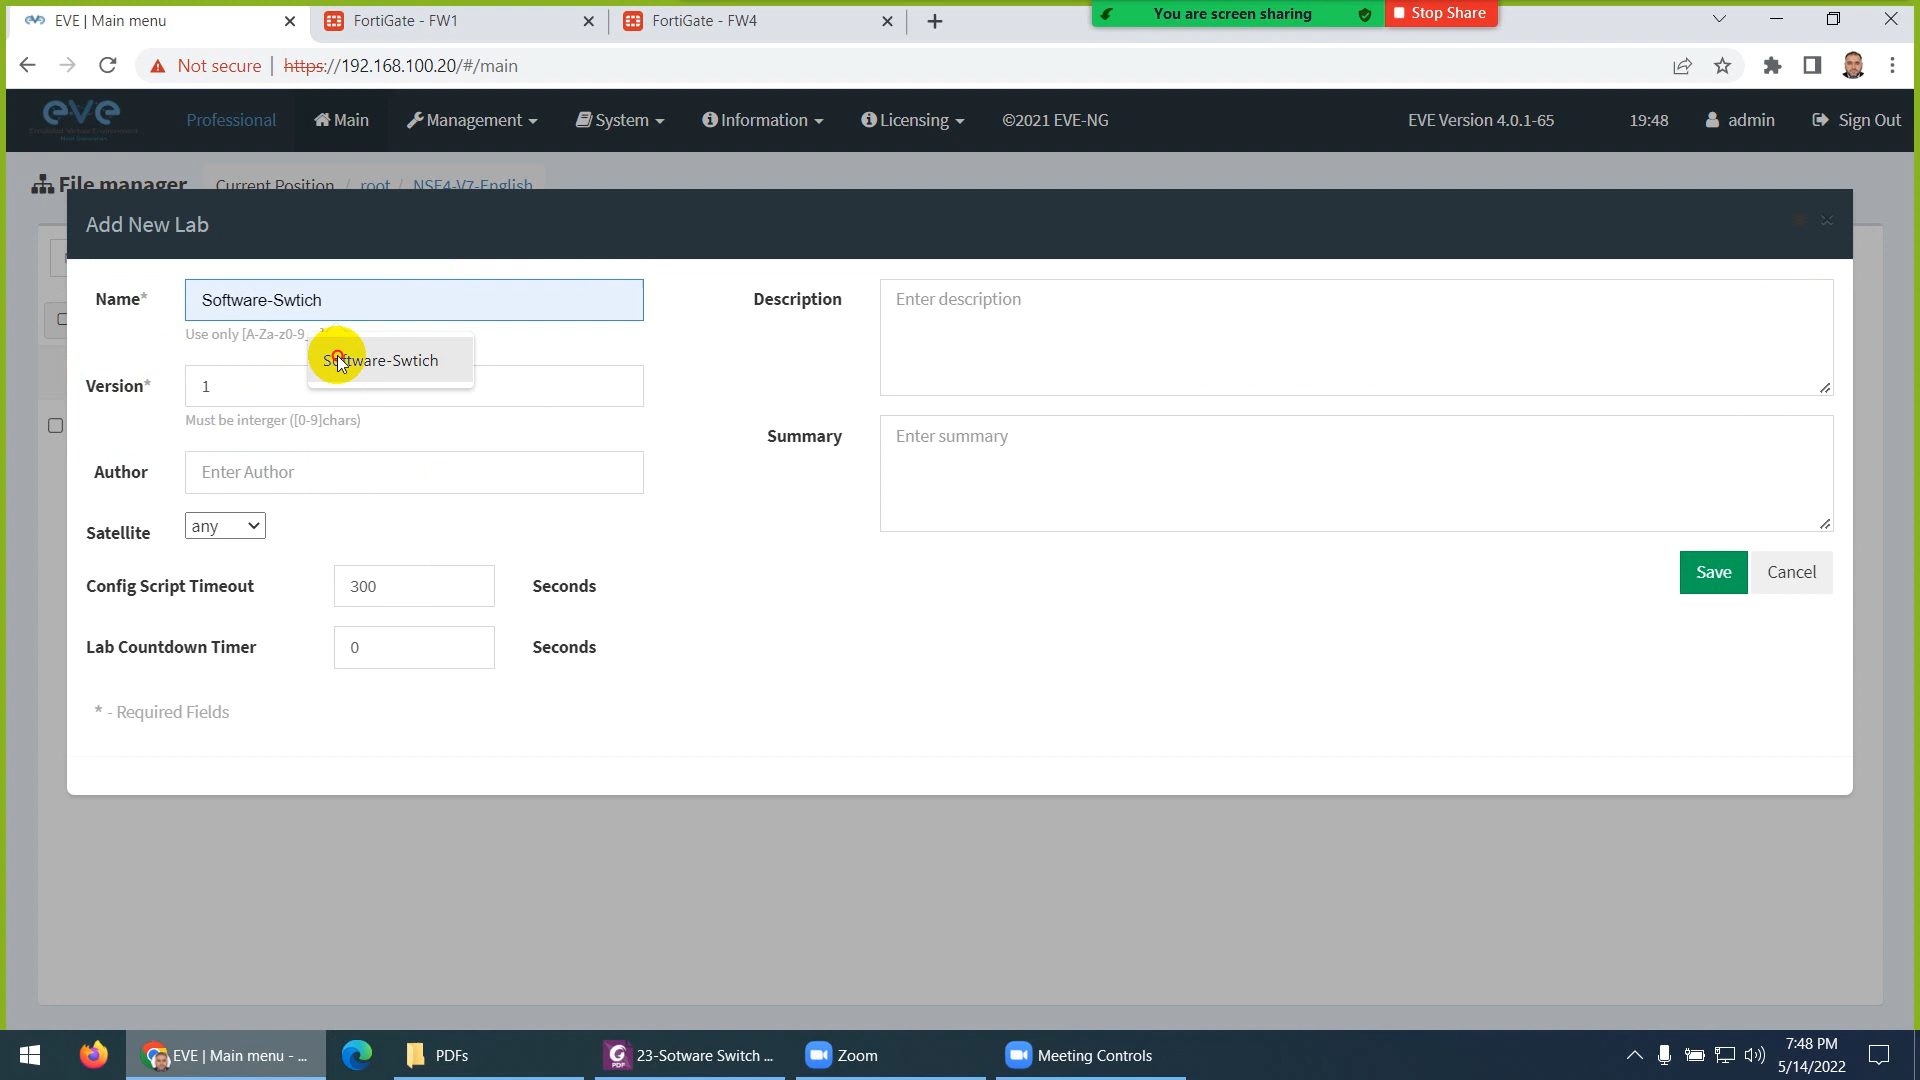 EVE | Main menu
FortiGate - FW1
FortiGate - FW4
You are screen sharing
Stop Share
Not secure
https://192.168.100.20/#/main
eve
Professional
Main
Management
System
Information
Licensing
©2021 EVE-NG
EVE Version 4.0.1-65
19:48
admin
Sign Out
File manager
Current Position / root / NSE4-V7-English
Add New Lab
Name*
Software-Swtich
Use only [A-Za-z0-9_
Software-Swtich
Version*
1
Must be interger ([0-9]chars)
Author
Enter Author
Satellite
any
Config Script Timeout
300
Seconds
Lab Countdown Timer
0
Seconds
* - Required Fields
Description
Enter description
Summary
Enter summary
Save
Cancel
EVE | Main menu - ...
PDFs
23-Sotware Switch ...
Zoom
Meeting Controls
7:48 PM
5/14/2022